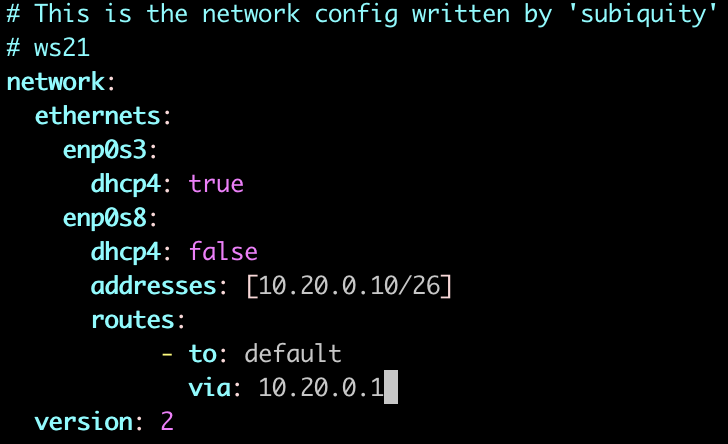 # This is the network config written by 'subiquity'
# ws21
network:
  ethernets:
    enp0s3:
      dhcp4: true
    enp0s8:
      dhcp4: false
      addresses: [10.20.0.10/26]
      routes:
           - to: default
             via: 10.20.0.1
  version: 2